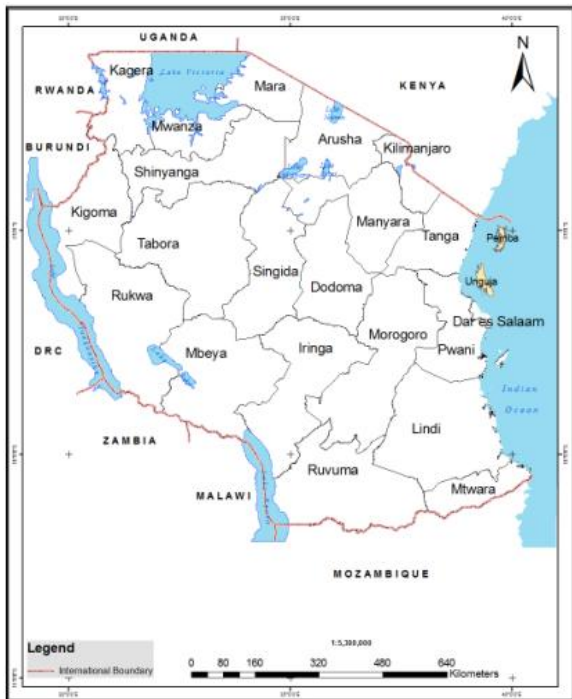 UGANDA
N
Kagera
Lake Victoria
Mara
RWANDA
KENYA
Mwanza
Arusha
BURUNDI
Kilimanjaro
Shinyanga
Kigoma
Manyara
Tabora
Tanga
Pemba
Singida
Unguja
Rukwa
Dodoma
Morogoro
Dar es Salaam
Mbeya
Iringa
DRC
Pwani
Indian
Ocean
Lindi
ZAMBIA
Ruvuma
MALAWI
Mtwara
MOZAMBIQUE
Legend
International Boundary
1:5,300,000
0 80 160 320 480 640
Kilometers